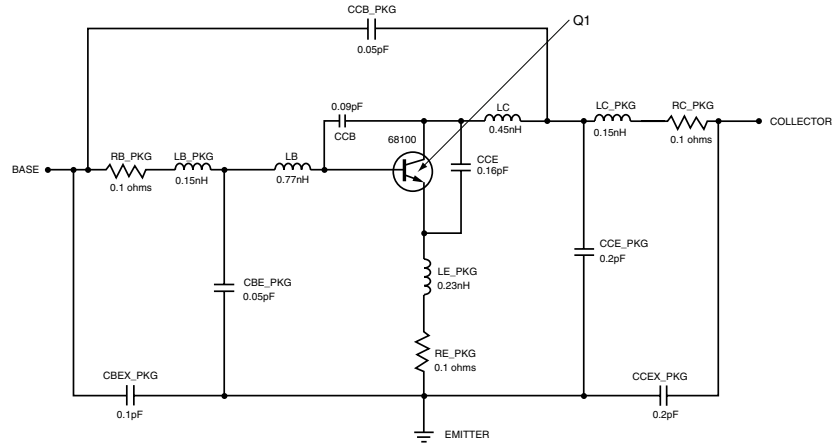 CCB_PKG
0.05pF
Q1
0.09pF
CCB
68100
LC
0.45nH
LC_PKG
0.15nH
RC_PKG
0.1 ohms
COLLECTOR
BASE
RB_PKG
0.1 ohms
LB_PKG
0.15nH
LB
0.77nH
CCE
0.16pF
CCE_PKG
0.2pF
CBE_PKG
0.05pF
LE_PKG
0.23nH
RE_PKG
0.1 ohms
CBEX_PKG
0.1pF
CCEX_PKG
0.2pF
EMITTER